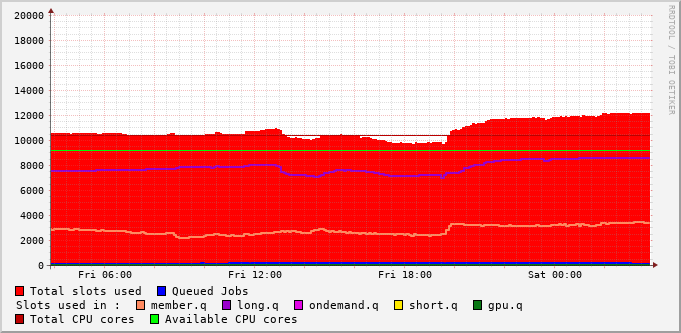 20000
18000
16000
14000
12000
10000
8000
6000
4000
2000
0
Fri 06:00 Fri 12:00 Fri 18:00 Sat 00:00
Total slots used Queued Jobs
Slots used in : member.q long.q ondemand.q short.q gpu.q
Total CPU cores Available CPU cores
RRDTOOL / TOBI OETIKER